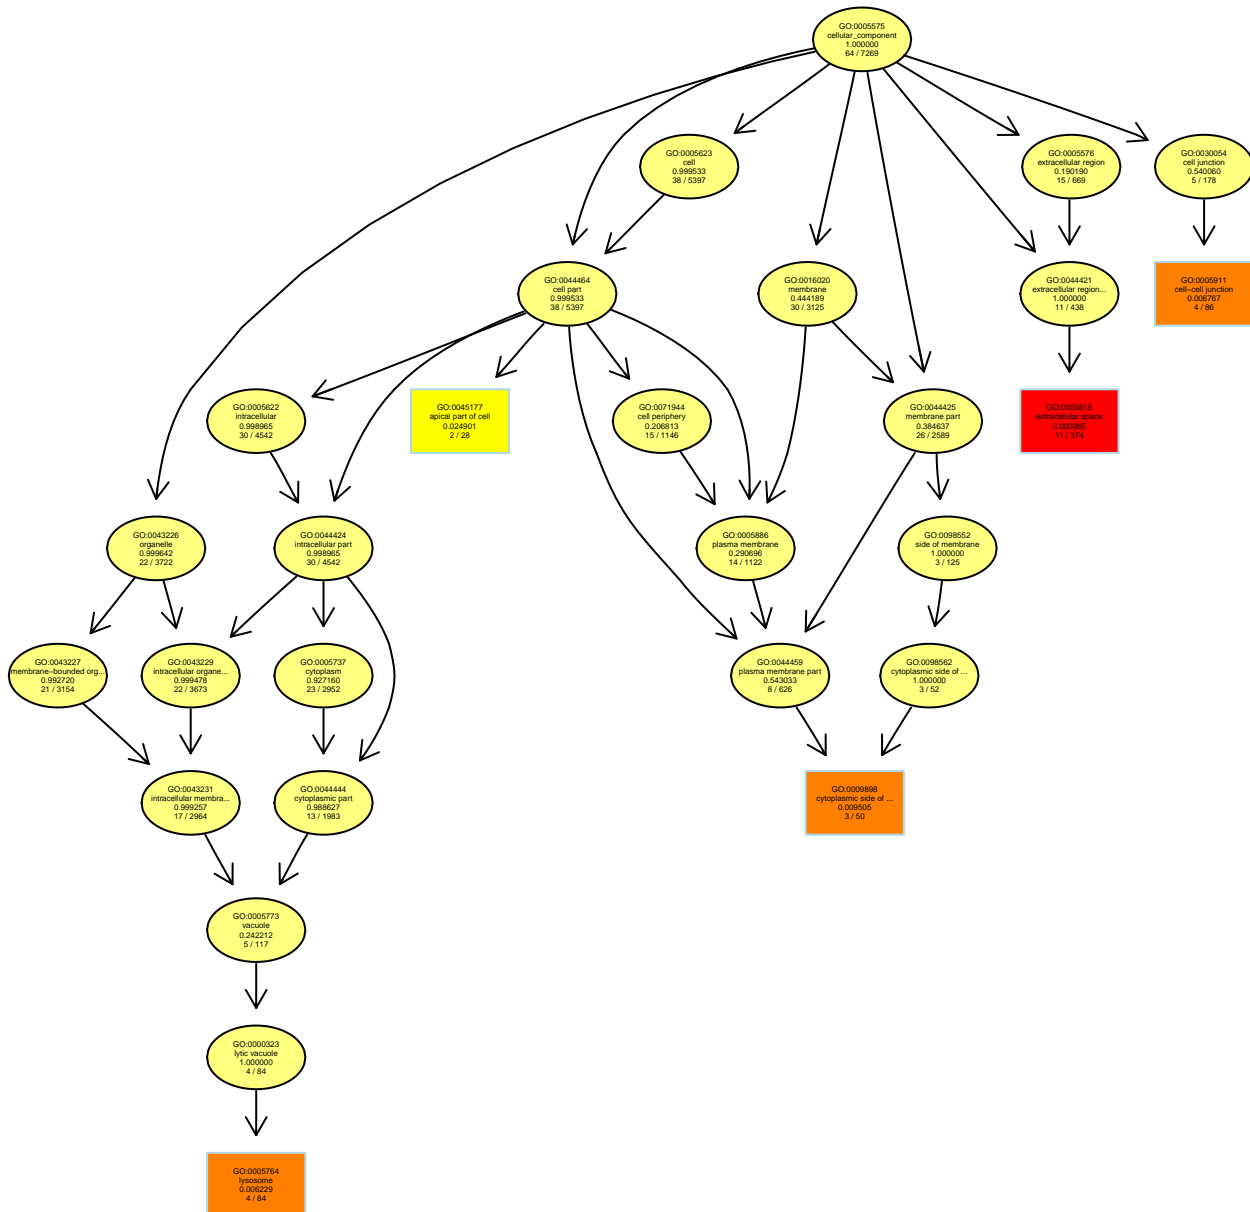 GO:0005575
cellular_component
1.000000
64 / 7269
GO:0005623
cell
0.999533
38 / 5397
GO:0005576
extracellular region
0.190190
15 / 669
GO:0030054
cell junction
0.540060
5 / 178
GO:0044464
cell part
0.999533
38 / 5397
GO:0016020
membrane
0.444189
30 / 3125
GO:0044421
extracellular region...
1.000000
11 / 438
GO:0005911
cell−cell junction
0.006767
4 / 86
GO:0005622
intracellular
0.998965
30 / 4542
GO:0045177
apical part of cell
0.024901
2 / 28
GO:0071944
cell periphery
0.206813
15 / 1146
GO:0044425
membrane part
0.384637
26 / 2589
GO:0005615
extracellular space
0.000365
11 / 374
GO:0043226
organelle
0.999642
22 / 3722
GO:0044424
intracellular part
0.998965
30 / 4542
GO:0005886
plasma membrane
0.290696
14 / 1122
GO:0098552
side of membrane
1.000000
3 / 125
GO:0043227
membrane−bounded org...
0.992720
21 / 3154
GO:0043229
intracellular organe...
0.999478
22 / 3673
GO:0005737
cytoplasm
0.927160
23 / 2952
GO:0044459
plasma membrane part
0.543033
8 / 626
GO:0098562
cytoplasmic side of ...
1.000000
3 / 52
GO:0043231
intracellular membra...
0.999257
17 / 2964
GO:0044444
cytoplasmic part
0.988627
13 / 1983
GO:0009898
cytoplasmic side of ...
0.009505
3 / 50
GO:0005773
vacuole
0.242212
5 / 117
GO:0000323
lytic vacuole
1.000000
4 / 84
GO:0005764
lysosome
0.006229
4 / 84